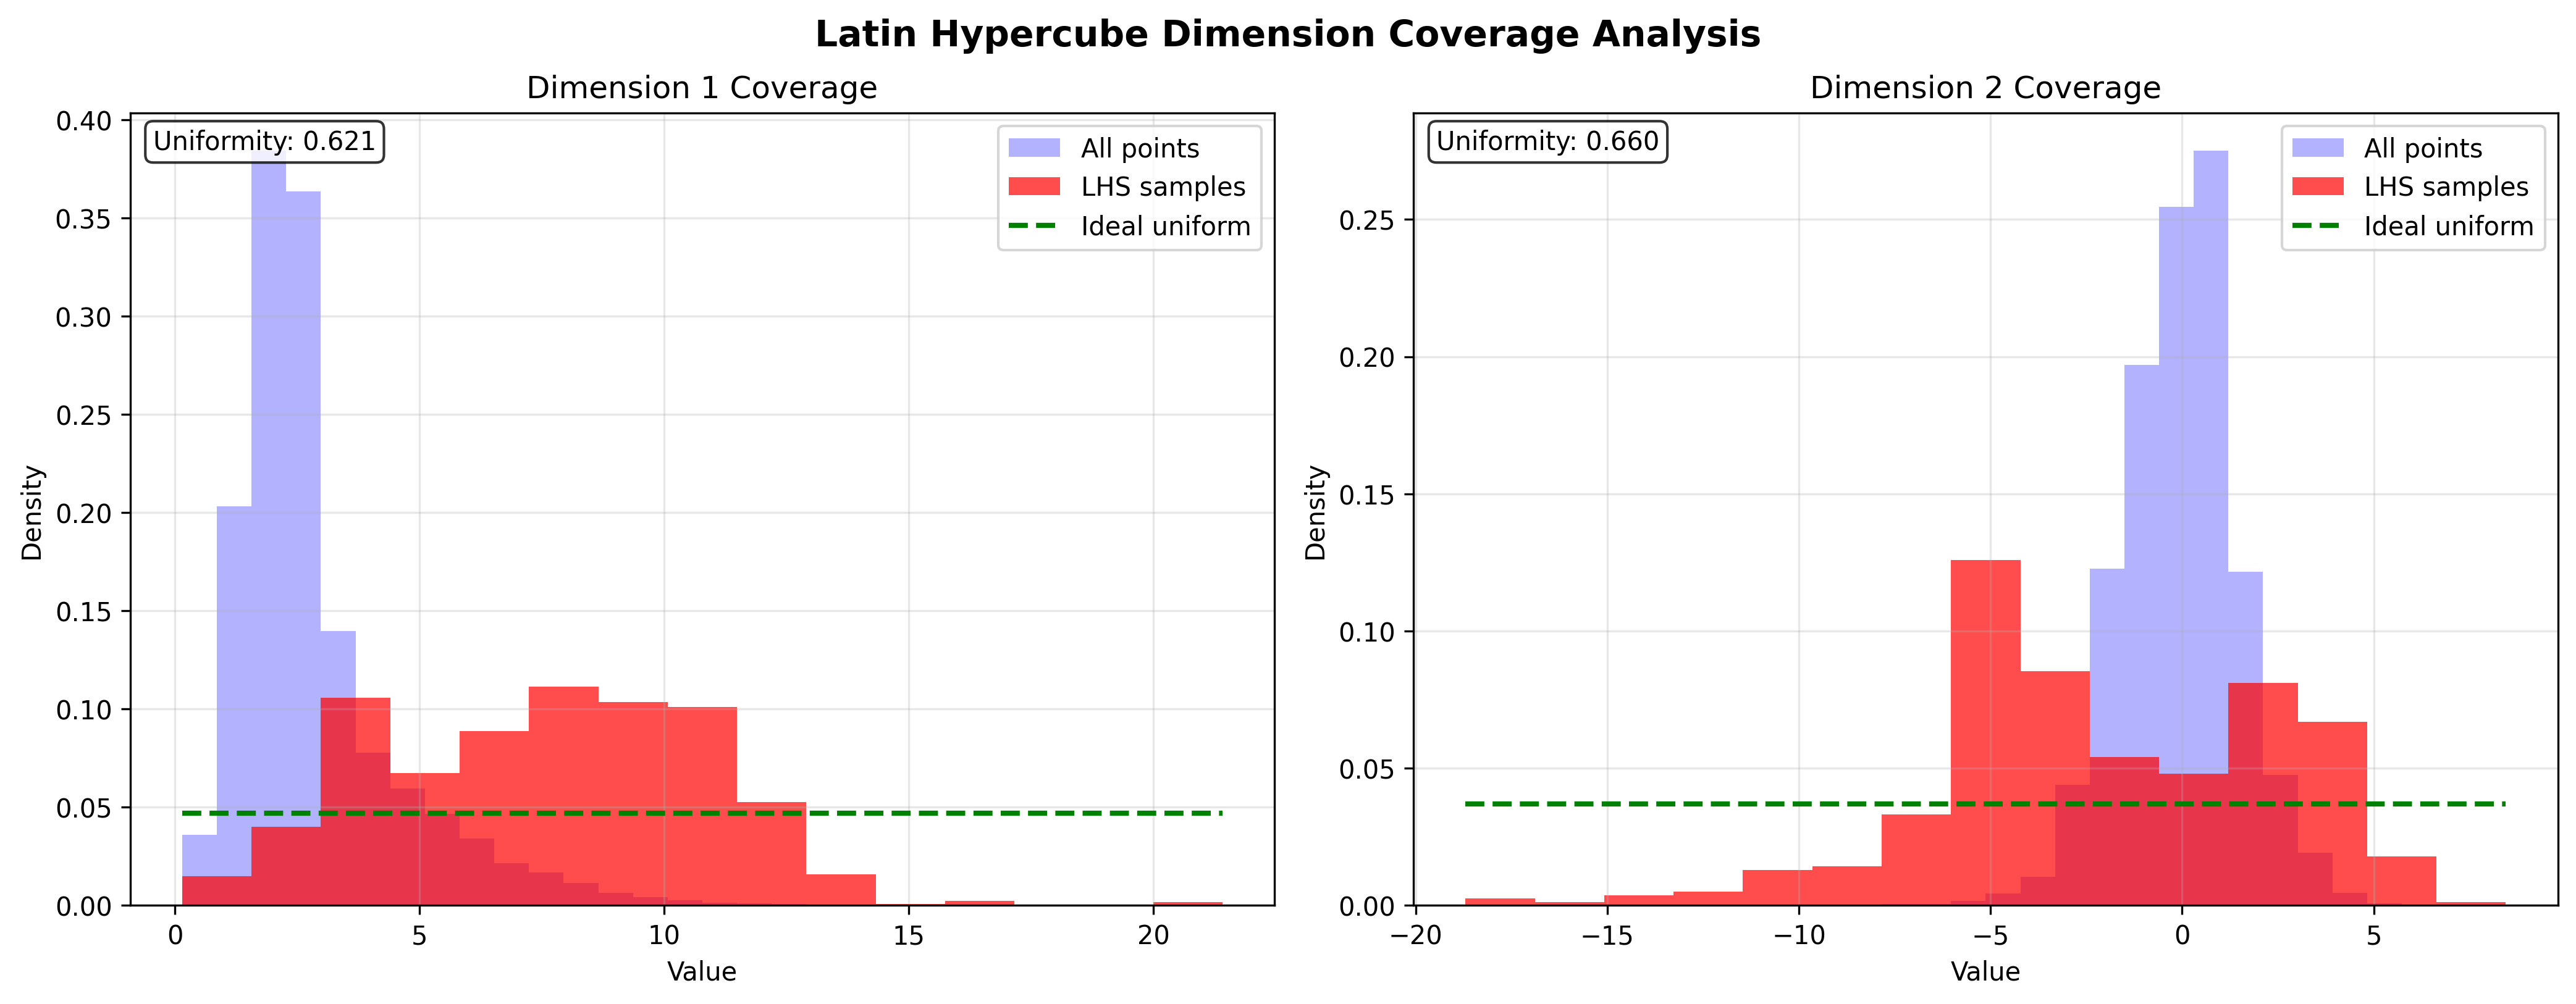 Latin Hypercube Dimension Coverage Analysis
Dimension 1 Coverage
Uniformity: 0.621
All points
LHS samples
Ideal uniform
0.40
0.35
0.30
0.25
0.20
0.15
0.10
0.05
0.00
Density
0 5 10 15 20
Value
Dimension 2 Coverage
Uniformity: 0.660
All points
LHS samples
Ideal uniform
0.25
0.20
0.15
0.10
0.05
0.00
Density
−20 −15 −10 −5 0 5
Value